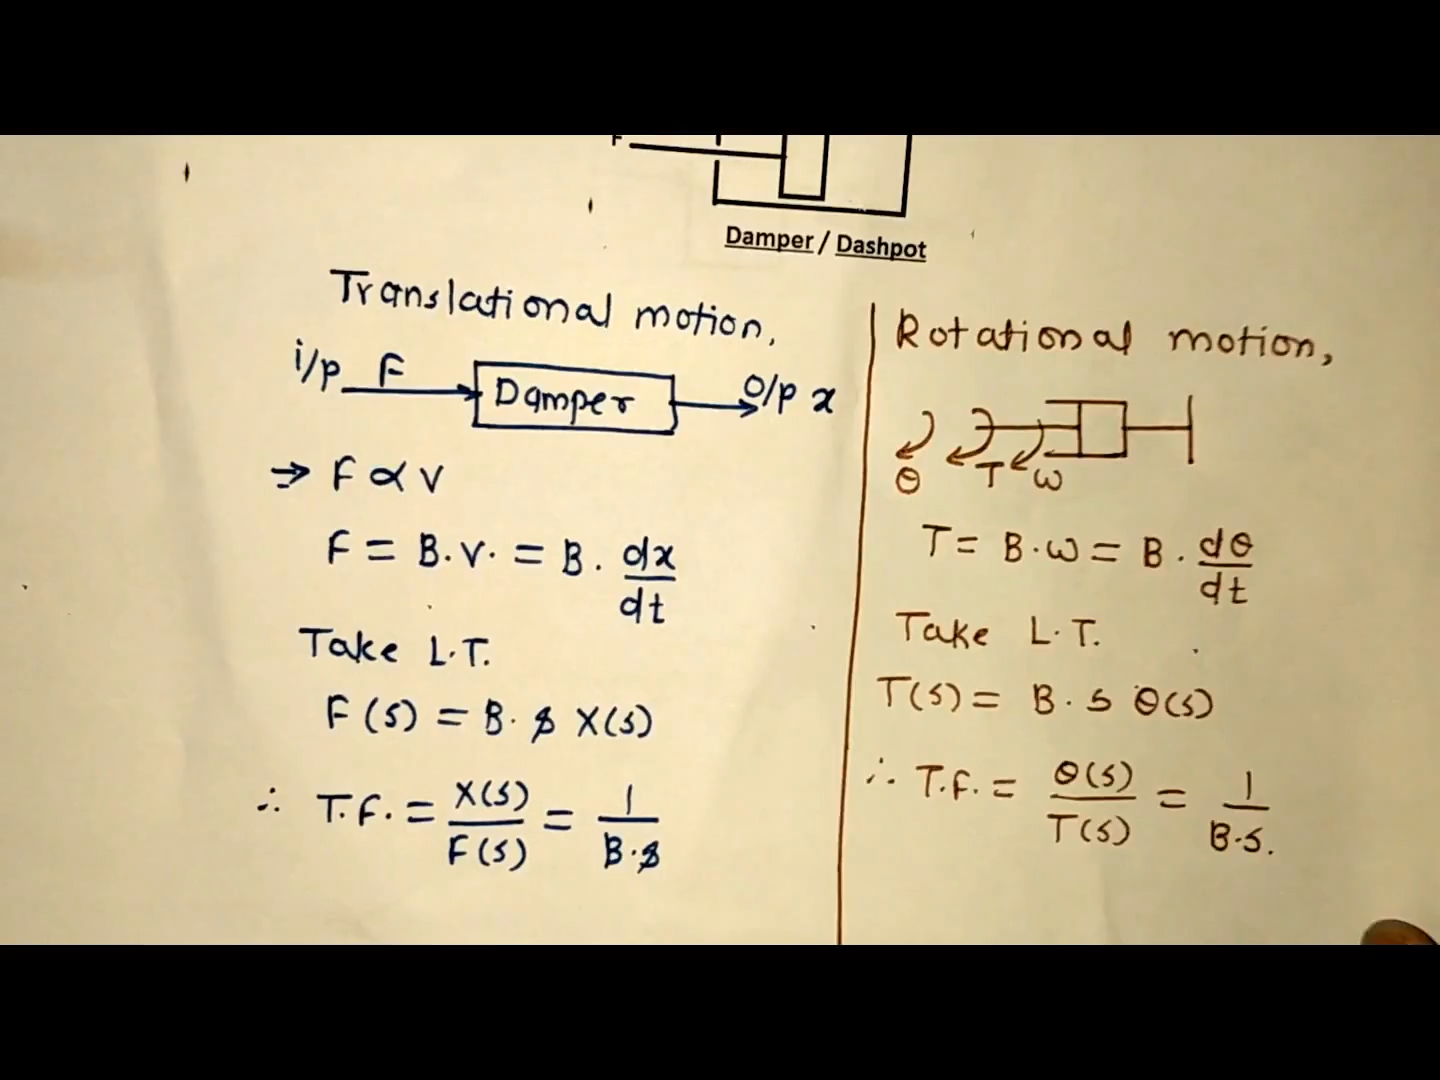 F
Damper / Dashpot
Translational motion,
i/p F Damper o/p x
⇒ F ∝ V
F = B.V. = B . dx/dt
Take L.T.
F(s) = B. s X(s)
∴ T.F. = X(s)/F(s) = 1/B.s
Rotational motion,
θ T ω
T = B.ω = B . dθ/dt
Take L.T.
T(s) = B . s θ(s)
∴ T.F. = θ(s)/T(s) = 1/B.s.